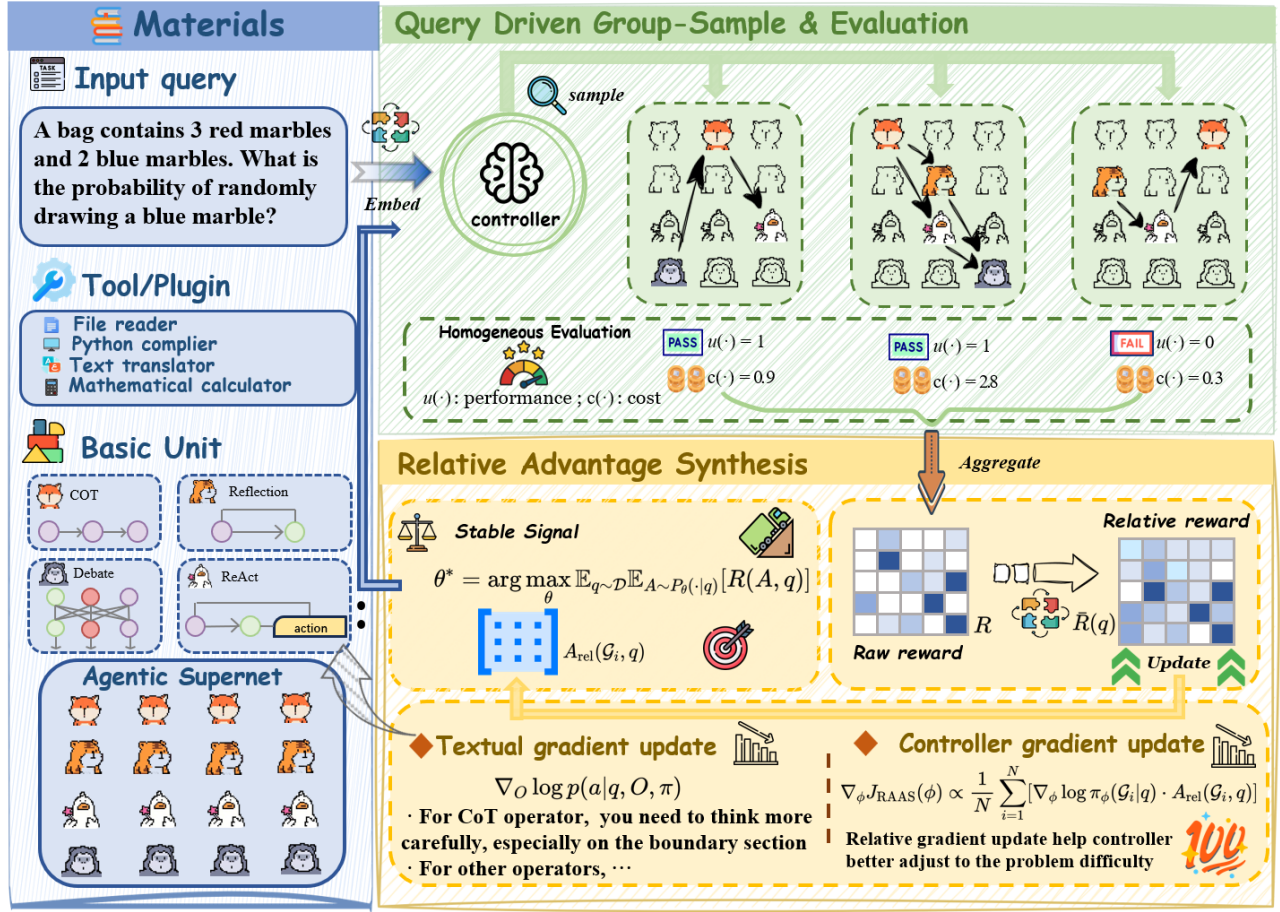 Materials
Input query
TASK
A bag contains 3 red marbles
and 2 blue marbles. What is
the probability of randomly
drawing a blue marble?
Embed
Tool/Plugin
File reader
Python complier
Text translator
Mathematical calculator
Basic Unit
COT
Reflection
Debate
ReAct
action
Agentic Supernet
Query Driven Group-Sample & Evaluation
sample
controller
Homogeneous Evaluation
u(·) : performance ; c(·) : cost
PASS u(·) = 1
c(·) = 0.9
PASS u(·) = 1
c(·) = 2.8
FAIL u(·) = 0
c(·) = 0.3
Aggregate
Relative Advantage Synthesis
Stable Signal
θ* = arg max_θ 𝔼_{q∼𝒟} 𝔼_{A∼P_θ(·|q)} [R(A, q)]
A_rel(𝒢_i, q)
Raw reward
R
Relative reward
R̄(q)
Update
Textual gradient update
∇_O log p(a|q, O, π)
· For CoT operator, you need to think more
carefully, especially on the boundary section
· For other operators, ···
Controller gradient update
∇_ϕ J_RAAS(ϕ) ∝ 1/N ∑_{i=1}^{N} [∇_ϕ log π_ϕ(𝒢_i|q) · A_rel(𝒢_i, q)]
Relative gradient update help controller
better adjust to the problem difficulty
100